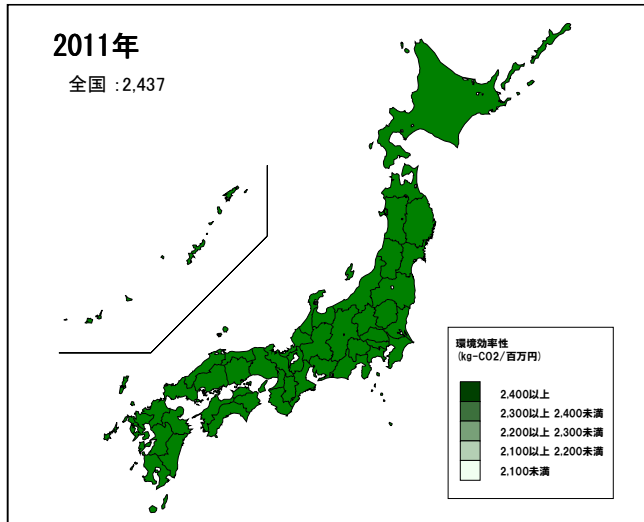 2011年
全国 :2,437
環境効率性
(kg-CO2/百万円)
2,400以上
2,300以上 2,400未満
2,200以上 2,300未満
2,100以上 2,200未満
2,100未満